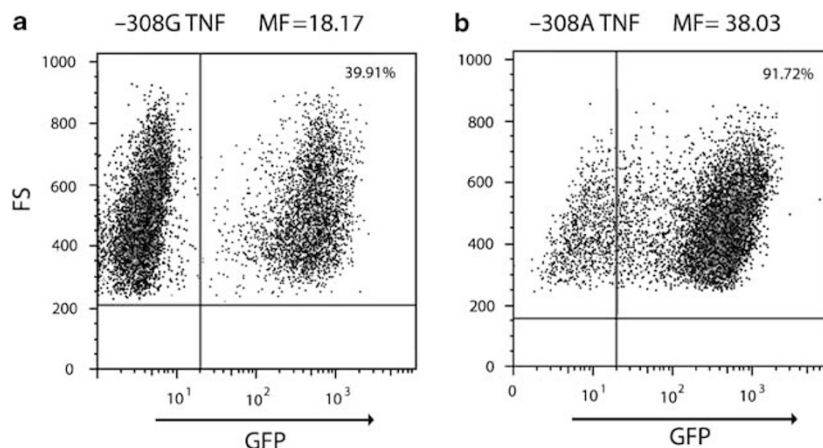 a
–308G TNF MF=18.17
39.91%
1000
800
600
400
200
0
FS
10¹ 10² 10³
GFP
b
–308A TNF MF= 38.03
91.72%
1000
800
600
400
200
0
0 10¹ 10² 10³
GFP